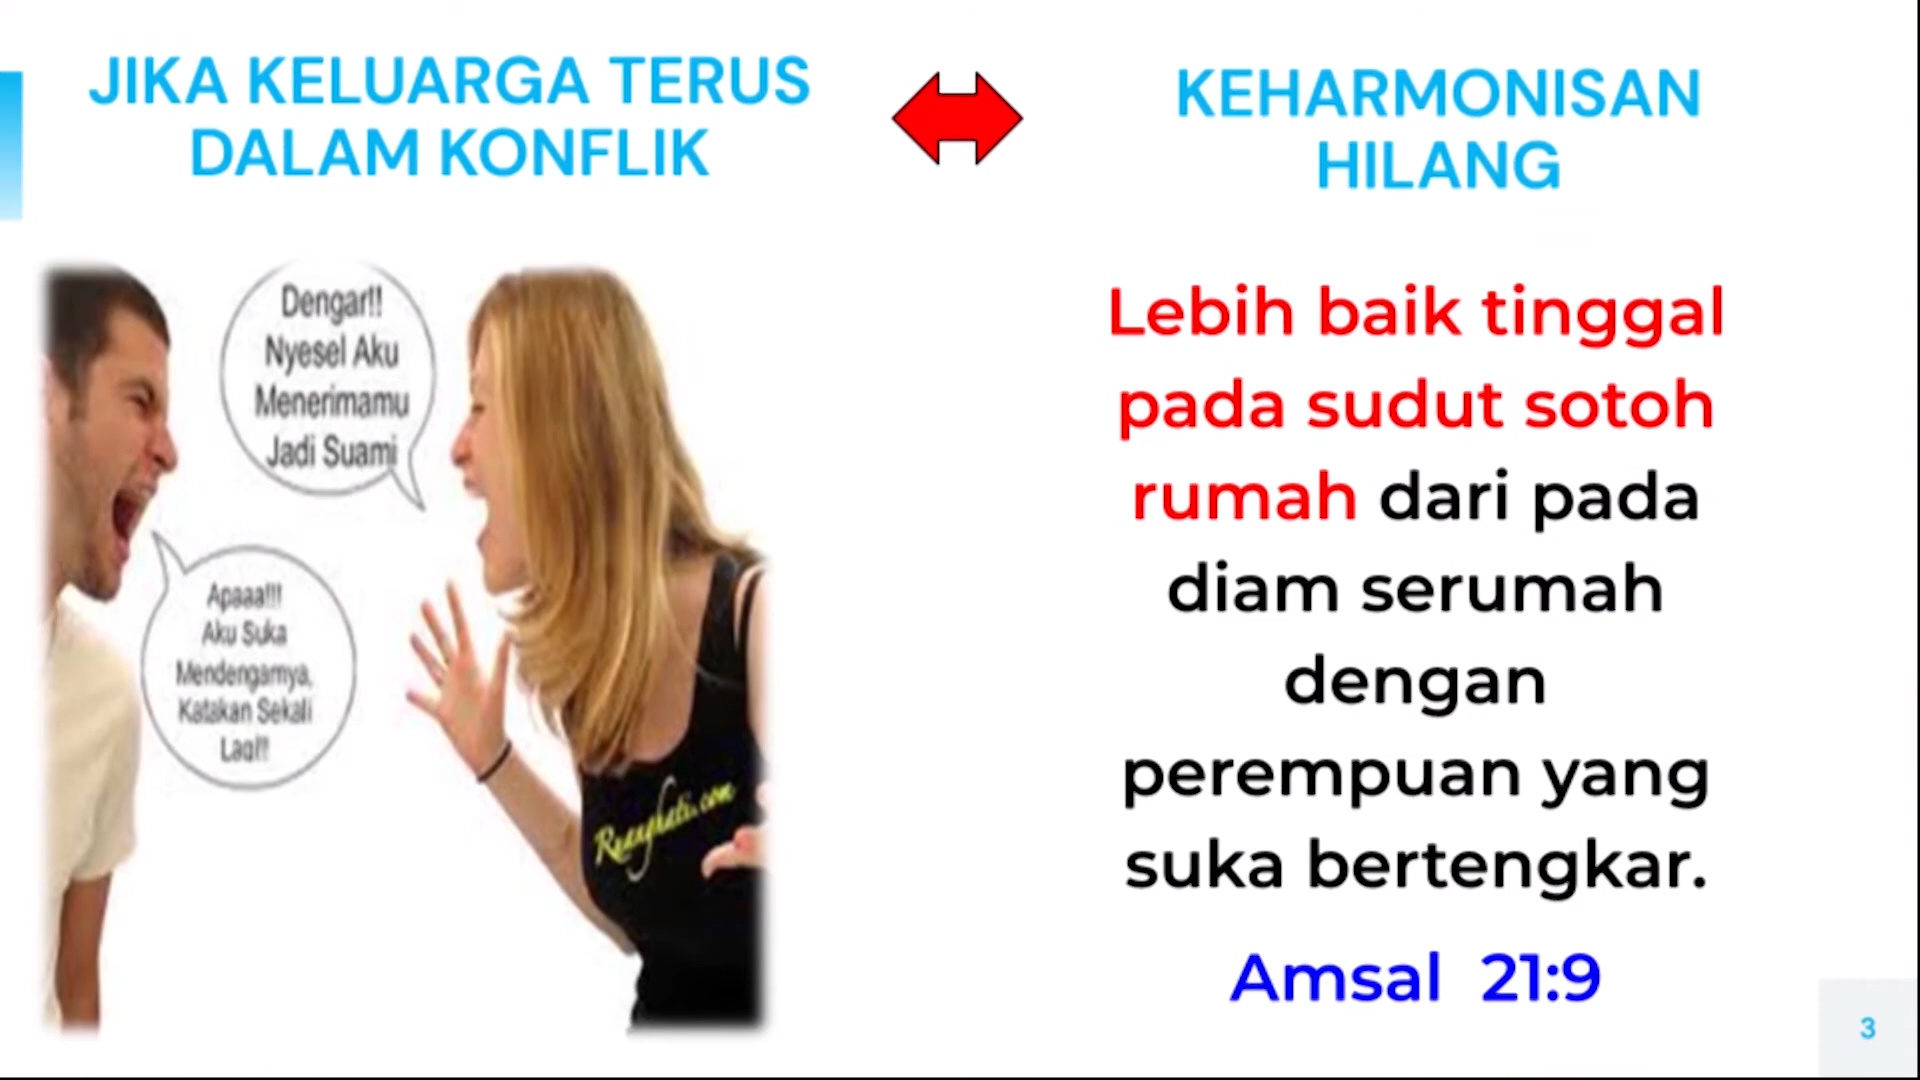 JIKA KELUARGA TERUS
DALAM KONFLIK
KEHARMONISAN
HILANG
Dengar!!
Nyesel Aku
Menerimamu
Jadi Suami
Apaaa!!!
Aku Suka
Mendengarnya,
Katakan Sekali
Lagi!!
Ruanghati.com
Lebih baik tinggal
pada sudut sotoh
rumah dari pada
diam serumah
dengan
perempuan yang
suka bertengkar.
Amsal 21:9
3